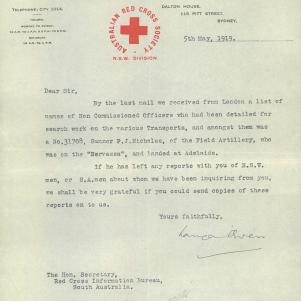 TELEPHONE: CITY
HOURS:
AUSTRALIAN RED CROSS SOCIETY
N.S.W. DIVISION
DALTON HOUSE,
115 PITT STREET,
SYDNEY.
5th May, 1919.
Dear Sir,
By the last mail we received from London a list of
names of Non Commissioned Officers who had been detailed for
search work on the various Transports, and amongst them was
a No.31708, Gunner P.J.Nicholas, of the Field Artillery, who
was on the "Nervassa", and landed at Adelaide.
If he has left any reports with you of N.S.W.
men, or S.A.men about whom we have been inquiring from you,
we shall be very grateful if you could send copies of these
reports on to us.
Yours faithfully,
Owen
The Hon. Secretary,
Red Cross Information Bureau,
South Australia.